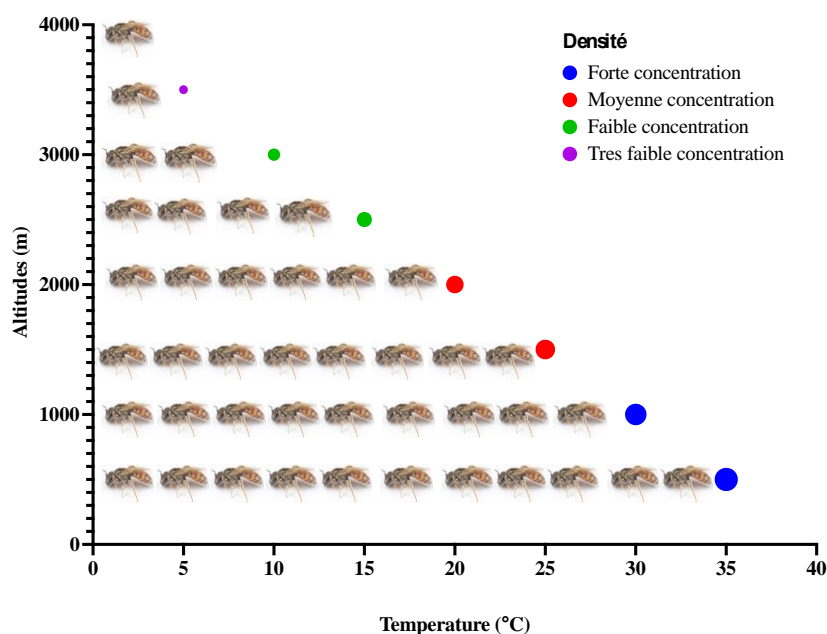 4000
3000
2000
1000
0
Altitudes (m)
Densité
Forte concentration
Moyenne concentration
Faible concentration
Tres faible concentration
0 5 10 15 20 25 30 35 40
Temperature (°C)